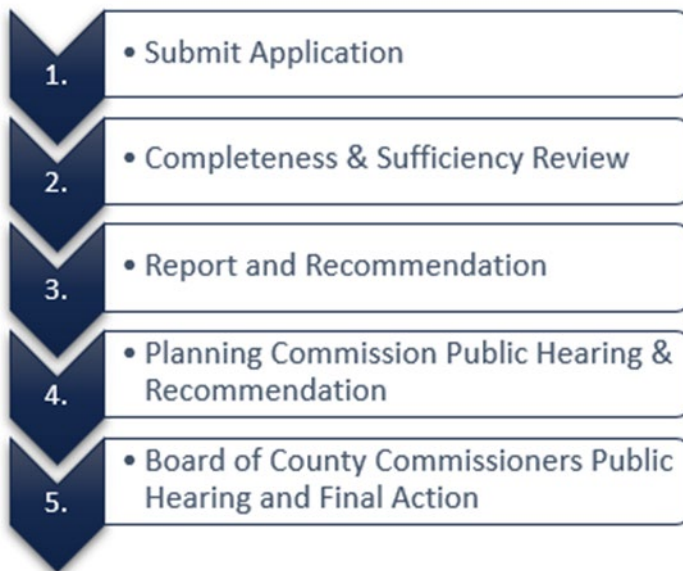 1.
• Submit Application
2.
• Completeness & Sufficiency Review
3.
• Report and Recommendation
4.
• Planning Commission Public Hearing &
Recommendation
5.
• Board of County Commissioners Public
Hearing and Final Action